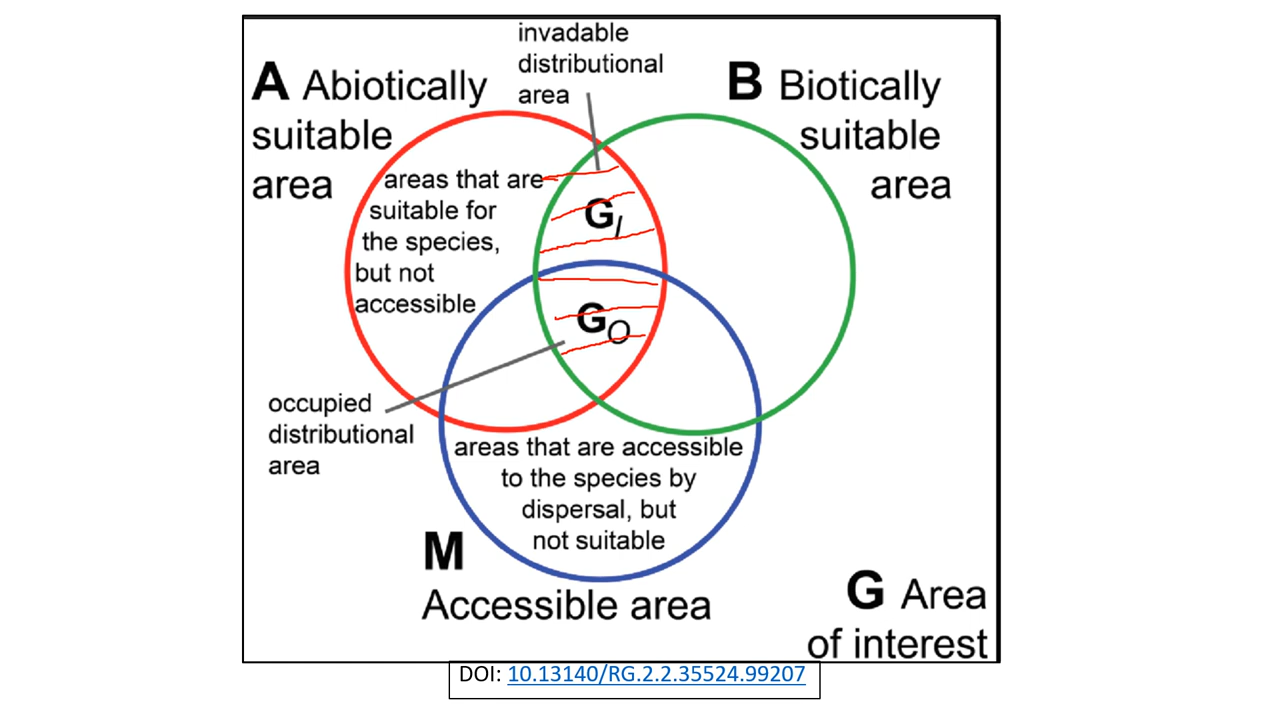 invadable
distributional
area
A Abiotically
suitable
area
B Biotically
suitable
area
areas that are
suitable for
the species,
but not
accessible
GI
GO
occupied
distributional
area
areas that are accessible
to the species by
dispersal, but
not suitable
M
Accessible area
G Area
of interest
DOI: 10.13140/RG.2.2.35524.99207